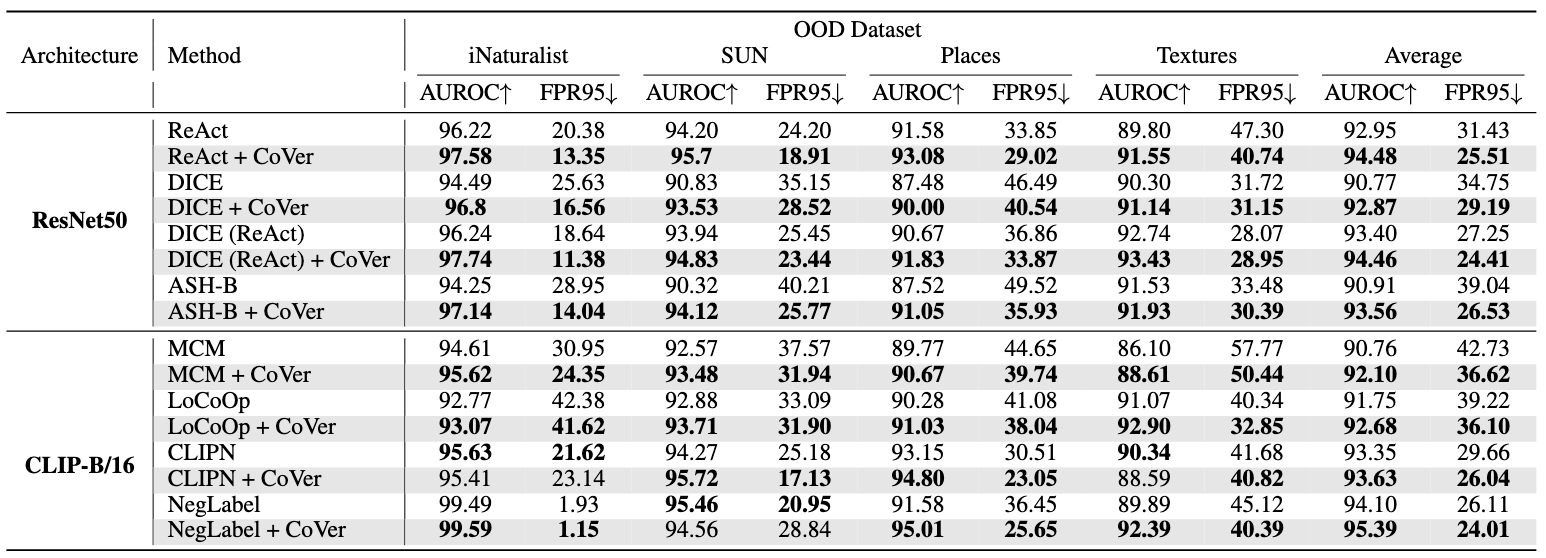 OOD Dataset
Architecture Method iNaturalist SUN Places Textures Average
AUROC↑ FPR95↓ AUROC↑ FPR95↓ AUROC↑ FPR95↓ AUROC↑ FPR95↓ AUROC↑ FPR95↓
ReAct 96.22 20.38 94.20 24.20 91.58 33.85 89.80 47.30 92.95 31.43
ReAct + CoVer 97.58 13.35 95.7 18.91 93.08 29.02 91.55 40.74 94.48 25.51
DICE 94.49 25.63 90.83 35.15 87.48 46.49 90.30 31.72 90.77 34.75
DICE + CoVer 96.8 16.56 93.53 28.52 90.00 40.54 91.14 31.15 92.87 29.19
ResNet50
DICE (ReAct) 96.24 18.64 93.94 25.45 90.67 36.86 92.74 28.07 93.40 27.25
DICE (ReAct) + CoVer 97.74 11.38 94.83 23.44 91.83 33.87 93.43 28.95 94.46 24.41
ASH-B 94.25 28.95 90.32 40.21 87.52 49.52 91.53 33.48 90.91 39.04
ASH-B + CoVer 97.14 14.04 94.12 25.77 91.05 35.93 91.93 30.39 93.56 26.53
MCM 94.61 30.95 92.57 37.57 89.77 44.65 86.10 57.77 90.76 42.73
MCM + CoVer 95.62 24.35 93.48 31.94 90.67 39.74 88.61 50.44 92.10 36.62
LoCoOp 92.77 42.38 92.88 33.09 90.28 41.08 91.07 40.34 91.75 39.22
LoCoOp + CoVer 93.07 41.62 93.71 31.90 91.03 38.04 92.90 32.85 92.68 36.10
CLIP-B/16
CLIPN 95.63 21.62 94.27 25.18 93.15 30.51 90.34 41.68 93.35 29.66
CLIPN + CoVer 95.41 23.14 95.72 17.13 94.80 23.05 88.59 40.82 93.63 26.04
NegLabel 99.49 1.93 95.46 20.95 91.58 36.45 89.89 45.12 94.10 26.11
NegLabel + CoVer 99.59 1.15 94.56 28.84 95.01 25.65 92.39 40.39 95.39 24.01